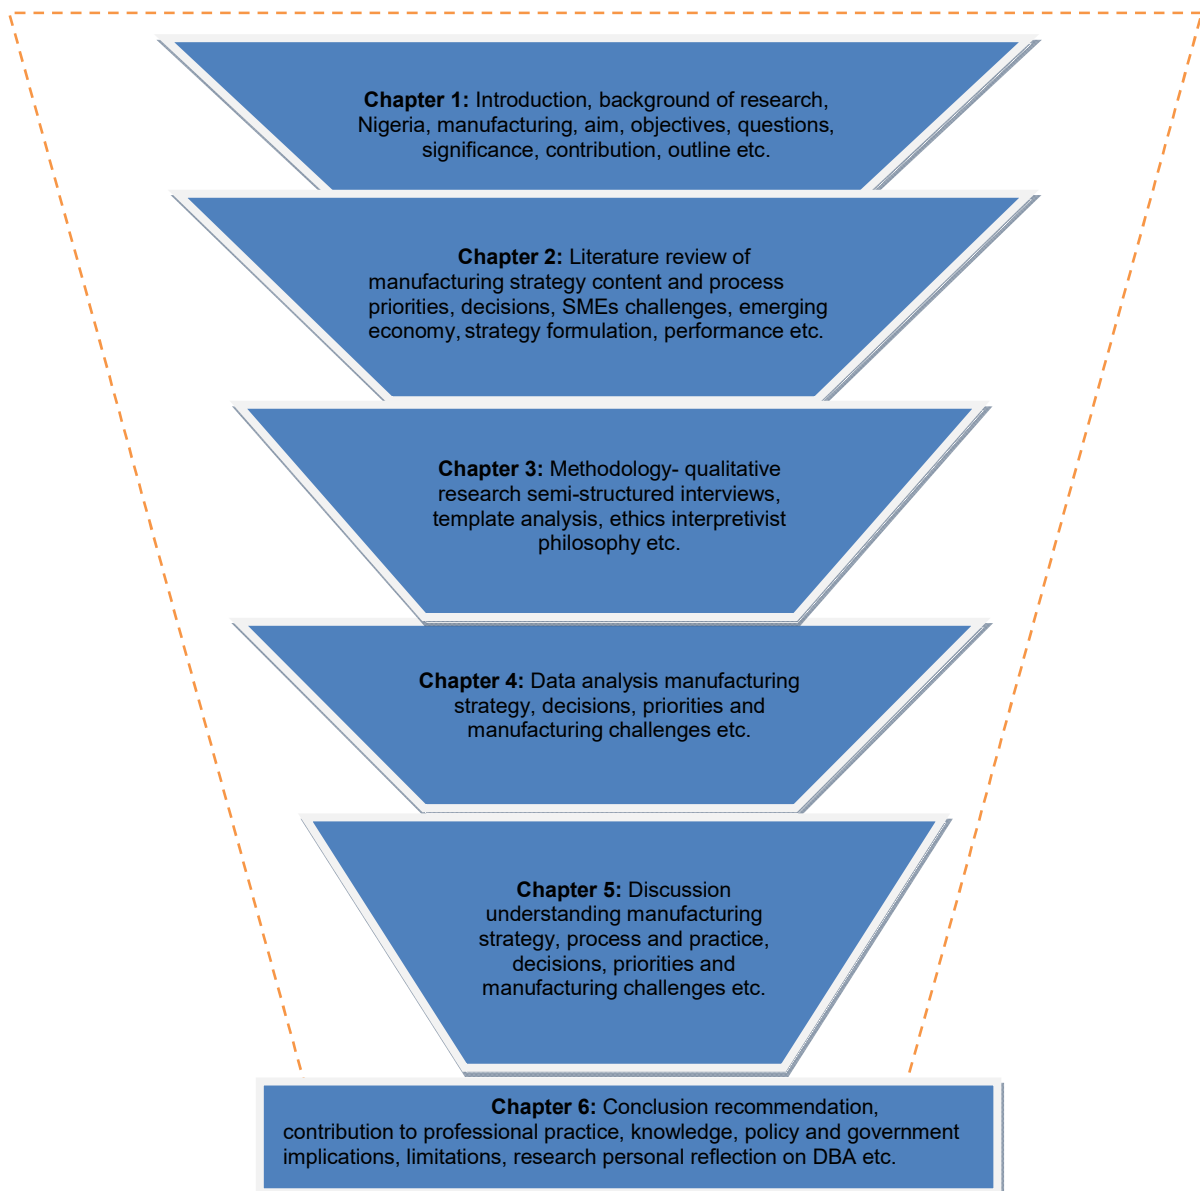 Chapter 1: Introduction, background of research,
Nigeria, manufacturing, aim, objectives, questions,
significance, contribution, outline etc.
Chapter 2: Literature review of
manufacturing strategy content and process
priorities, decisions, SMEs challenges, emerging
economy, strategy formulation, performance etc.
Chapter 3: Methodology- qualitative
research semi-structured interviews,
template analysis, ethics interpretivist
philosophy etc.
Chapter 4: Data analysis manufacturing
strategy, decisions, priorities and
manufacturing challenges etc.
Chapter 5: Discussion
understanding manufacturing
strategy, process and practice,
decisions, priorities and
manufacturing challenges etc.
Chapter 6: Conclusion recommendation,
contribution to professional practice, knowledge, policy and government
implications, limitations, research personal reflection on DBA etc.